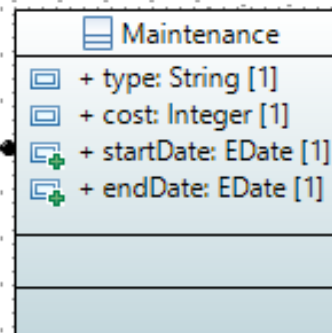 Maintenance
+ type: String [1]
+ cost: Integer [1]
+ startDate: EDate [1]
+ endDate: EDate [1]